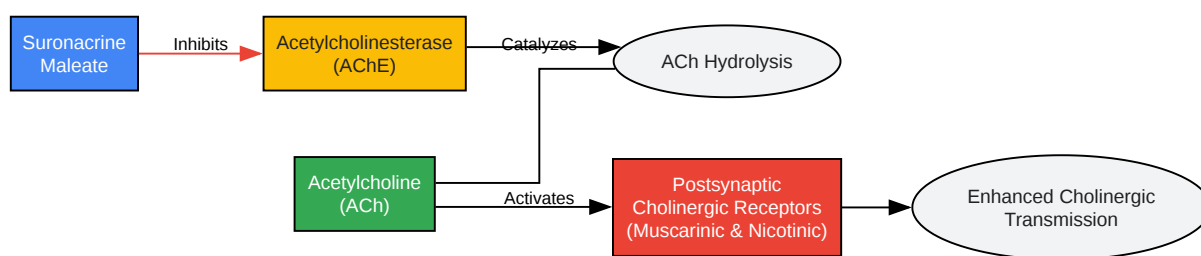 Suronacrine
Maleate
Inhibits
Acetylcholinesterase
(AChE)
Catalyzes
ACh Hydrolysis
Acetylcholine
(ACh)
Activates
Postsynaptic
Cholinergic Receptors
(Muscarinic & Nicotinic)
Enhanced Cholinergic
Transmission